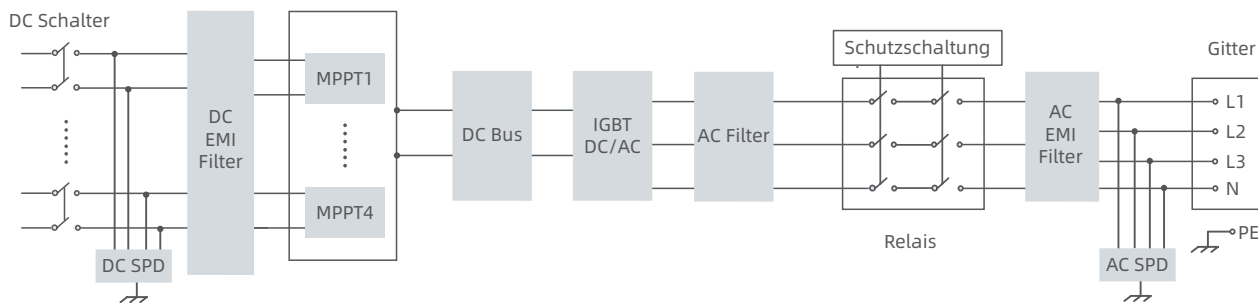 DC Schalter
DC SPD
DC
EMI
Filter
MPPT1
MPPT4
DC Bus
IGBT
DC/AC
AC Filter
Schutzschaltung
Relais
AC
EMI
Filter
AC SPD
Gitter
L1
L2
L3
N
PE